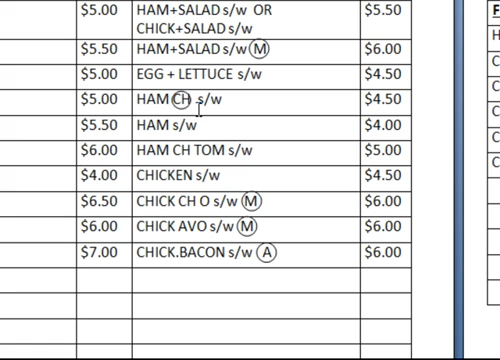 $5.00 HAM+SALAD s/w OR $5.50 F
CHICK+SALAD s/w
$5.50 HAM+SALAD s/w M $6.00 C
$5.00 EGG + LETTUCE s/w $4.50 C
$5.00 HAM CH s/w $4.50 C
$5.50 HAM s/w $4.00 C
$6.00 HAM CH TOM s/w $5.00 C
$4.00 CHICKEN s/w $4.50
$6.50 CHICK CH O s/w M $6.00
$6.00 CHICK AVO s/w M $6.00
$7.00 CHICK.BACON s/w A $6.00